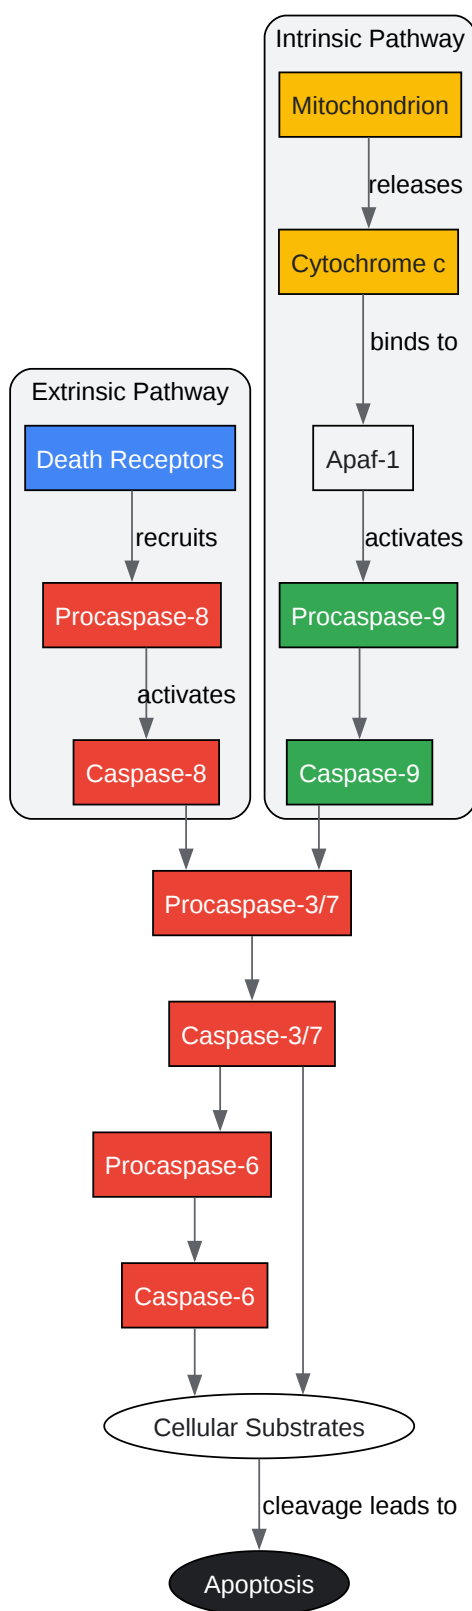 Intrinsic Pathway
Mitochondrion
releases
Cytochrome c
binds to
Extrinsic Pathway
Death Receptors
Apaf-1
recruits
activates
Procaspase-8
Procaspase-9
activates
Caspase-8
Caspase-9
Procaspase-3/7
Caspase-3/7
Procaspase-6
Caspase-6
Cellular Substrates
cleavage leads to
Apoptosis